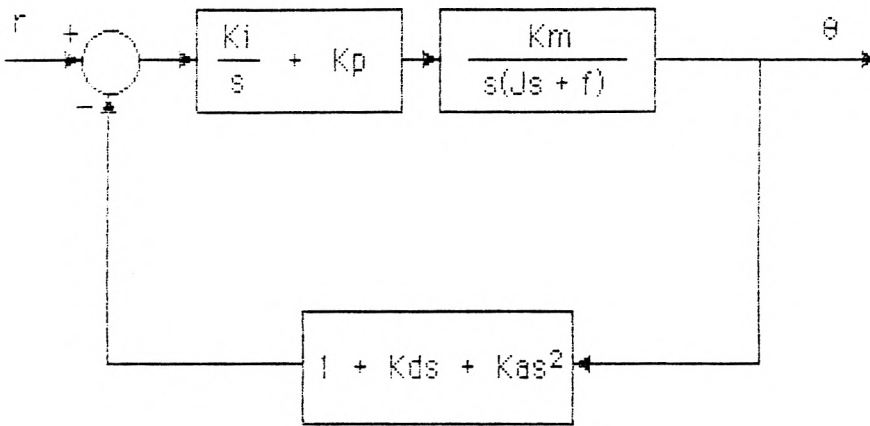 r
+
-
Ki
s
+ Kp
Km
s(Js + f)
θ
1 + Kds + Kas²